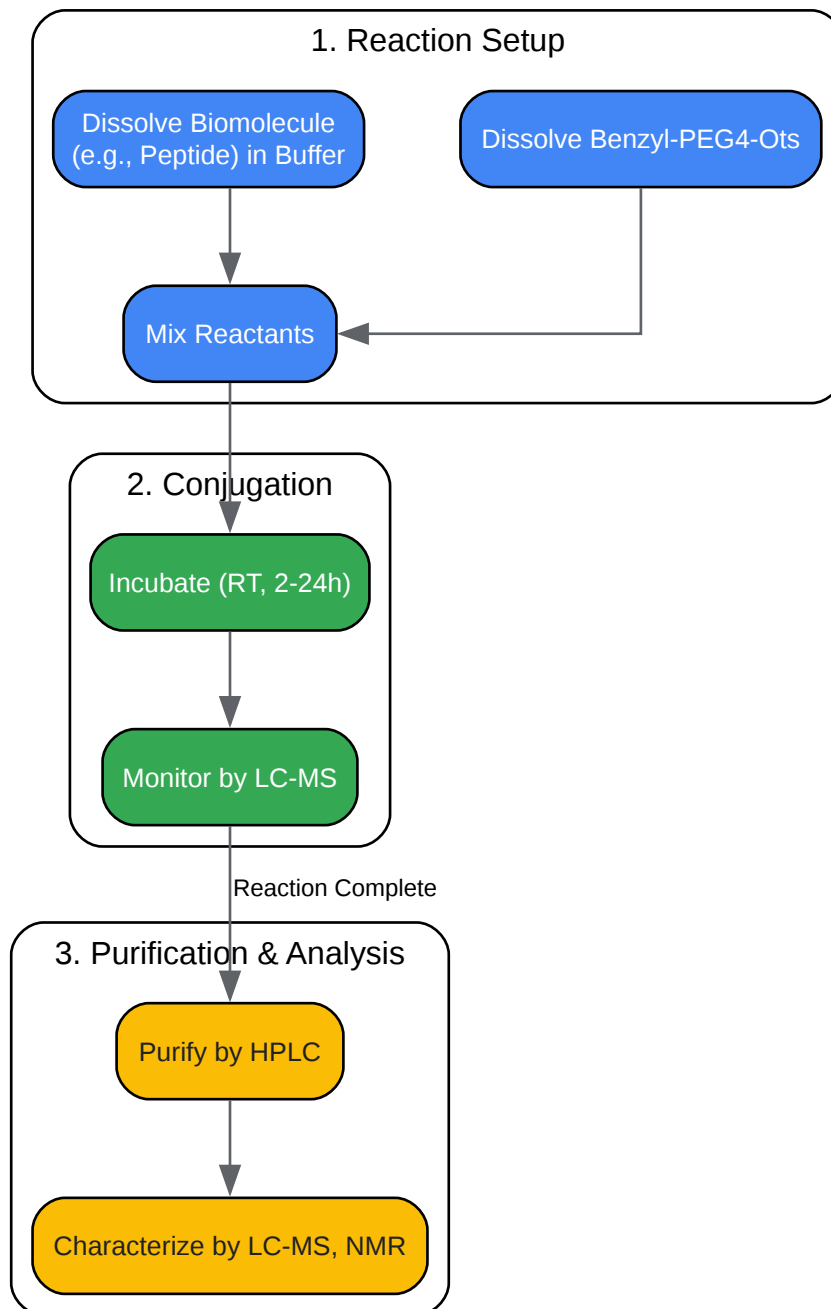 1. Reaction Setup
Dissolve Biomolecule
(e.g., Peptide) in Buffer
Dissolve Benzyl-PEG4-Ots
Mix Reactants
2. Conjugation
Incubate (RT, 2-24h)
Monitor by LC-MS
Reaction Complete
3. Purification & Analysis
Purify by HPLC
Characterize by LC-MS, NMR